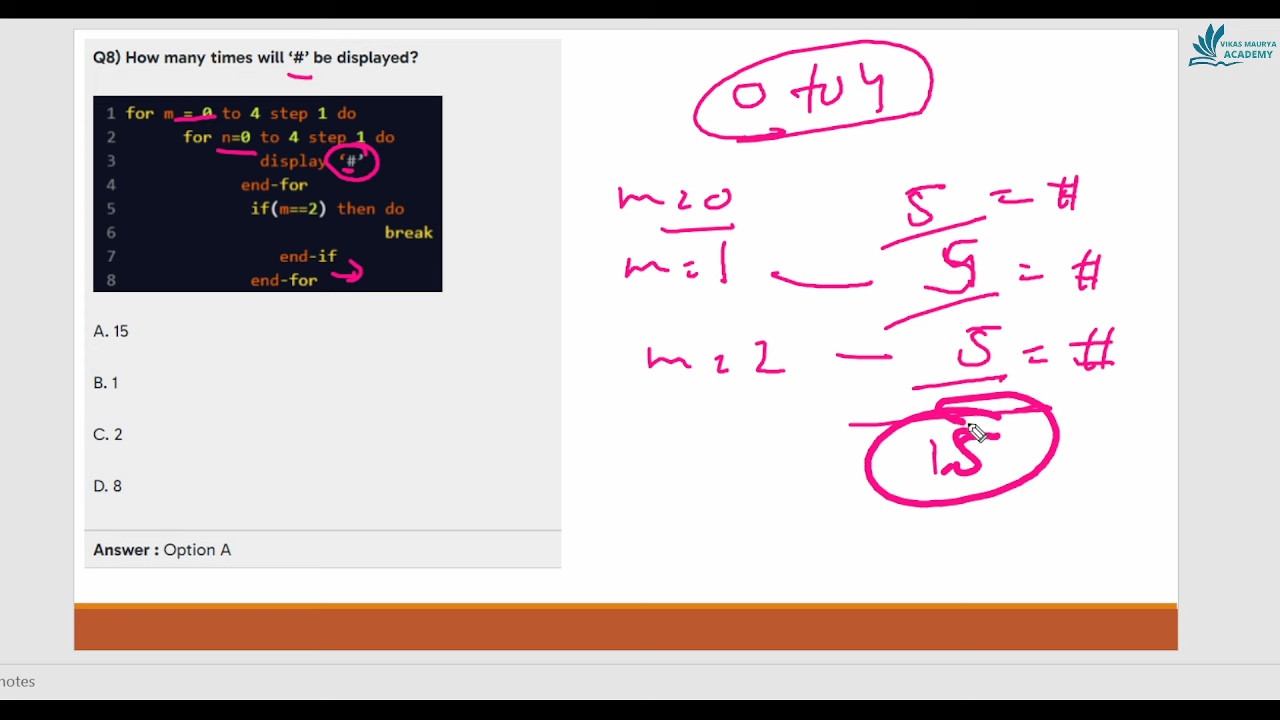 VIKAS MAURYA
ACADEMY
Q8) How many times will ‘#’ be displayed?
1 for m = 0 to 4 step 1 do
2 for n=0 to 4 step 1 do
3 display ‘#’
4 end-for
5 if(m==2) then do
6 break
7 end-if
8 end-for
A. 15
B. 1
C. 2
D. 8
Answer : Option A
0 to 4
m = 0 5 = #
m = 1 — 5 = #
m = 2 — 5 = #
15
notes